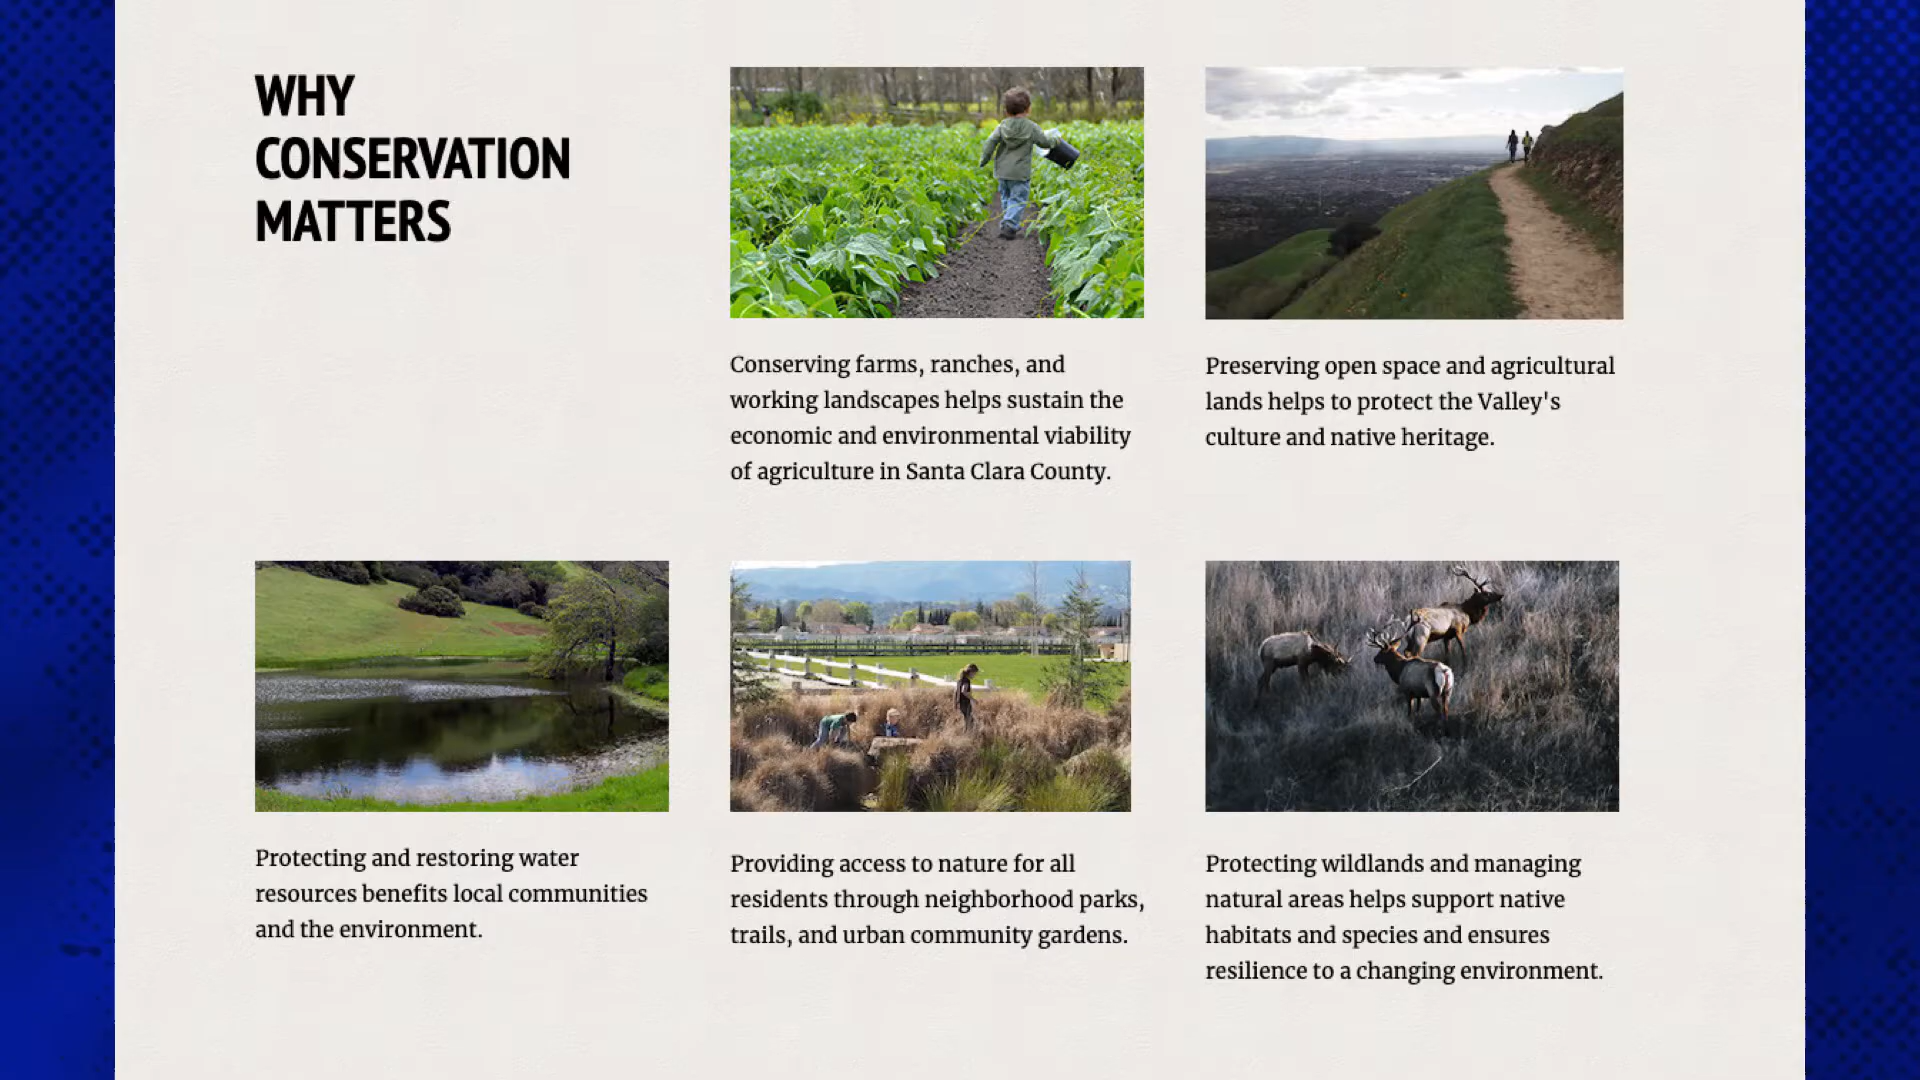 WHY
CONSERVATION
MATTERS
Conserving farms, ranches, and
working landscapes helps sustain the
economic and environmental viability
of agriculture in Santa Clara County.
Preserving open space and agricultural
lands helps to protect the Valley's
culture and native heritage.
Protecting and restoring water
resources benefits local communities
and the environment.
Providing access to nature for all
residents through neighborhood parks,
trails, and urban community gardens.
Protecting wildlands and managing
natural areas helps support native
habitats and species and ensures
resilience to a changing environment.